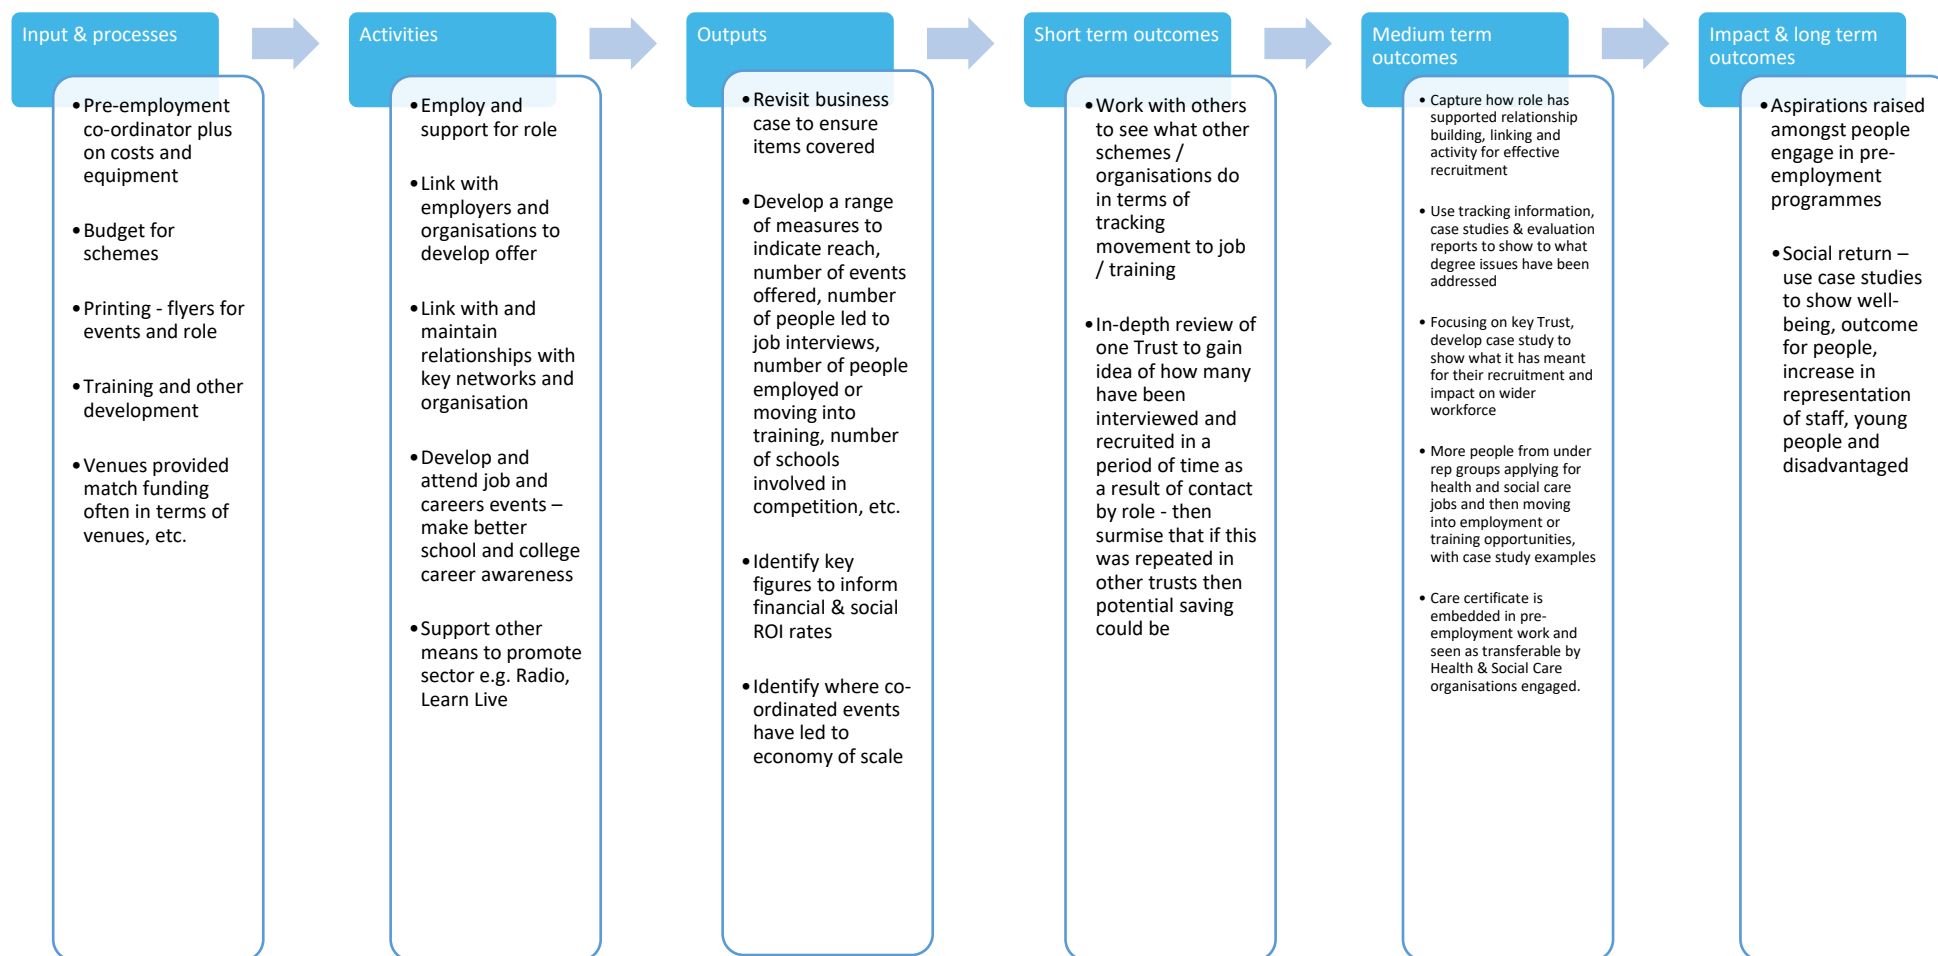 Input & processes
• Pre-employment
co-ordinator plus
on costs and
equipment
• Budget for
schemes
• Printing - flyers for
events and role
• Training and other
development
• Venues provided
match funding
often in terms of
venues, etc.
Activities
• Employ and
support for role
• Link with
employers and
organisations to
develop offer
• Link with and
maintain
relationships with
key networks and
organisation
• Develop and
attend job and
careers events –
make better
school and college
career awareness
• Support other
means to promote
sector e.g. Radio,
Learn Live
Outputs
• Revisit business
case to ensure
items covered
• Develop a range
of measures to
indicate reach,
number of events
offered, number
of people led to
job interviews,
number of people
employed or
moving into
training, number
of schools
involved in
competition, etc.
• Identify key
figures to inform
financial & social
ROI rates
• Identify where co-
ordinated events
have led to
economy of scale
Short term outcomes
• Work with others
to see what other
schemes /
organisations do
in terms of
tracking
movement to job
/ training
• In-depth review of
one Trust to gain
idea of how many
have been
interviewed and
recruited in a
period of time as
a result of contact
by role - then
surmise that if this
was repeated in
other trusts then
potential saving
could be
Medium term
outcomes
• Capture how role has
supported relationship
building, linking and
activity for effective
recruitment
• Use tracking information,
case studies & evaluation
reports to show to what
degree issues have been
addressed
• Focusing on key Trust,
develop case study to
show what it has meant
for their recruitment and
impact on wider
workforce
• More people from under
rep groups applying for
health and social care
jobs and then moving
into employment or
training opportunities,
with case study examples
• Care certificate is
embedded in pre-
employment work and
seen as transferable by
Health & Social Care
organisations engaged.
Impact & long term
outcomes
• Aspirations raised
amongst people
engage in pre-
employment
programmes
• Social return –
use case studies
to show well-
being, outcome
for people,
increase in
representation
of staff, young
people and
disadvantaged